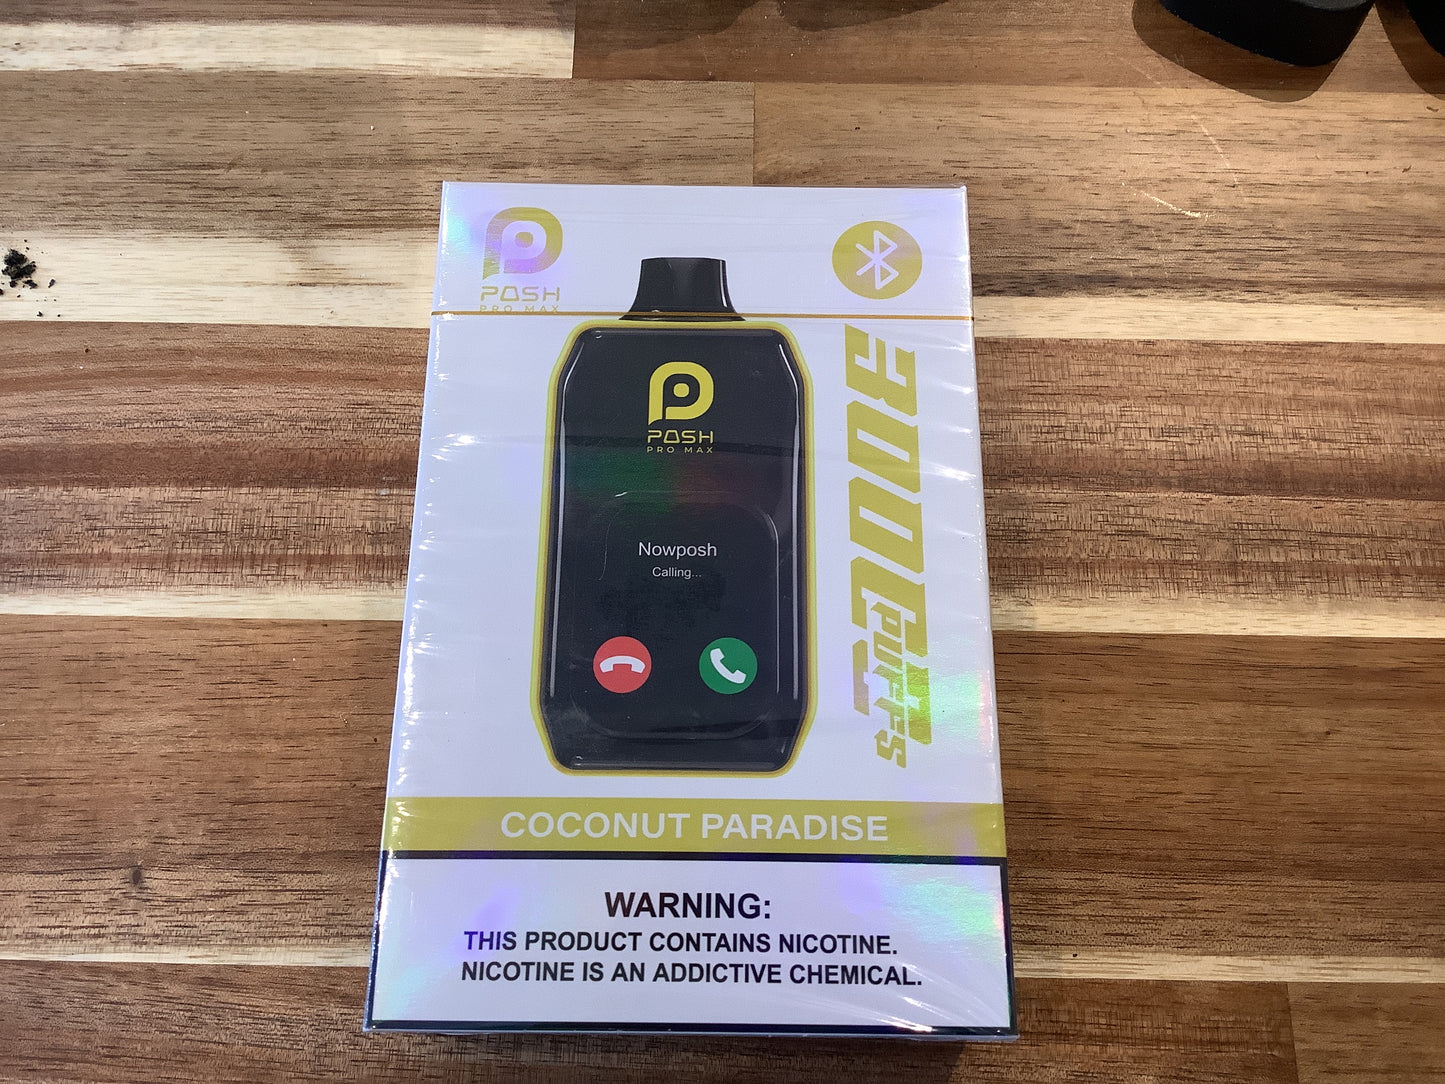 POSH
PRO MAX
30000
PUFFS
POSH
PRO MAX
Nowposh
Calling...
COCONUT PARADISE
WARNING:
THIS PRODUCT CONTAINS NICOTINE.
NICOTINE IS AN ADDICTIVE CHEMICAL.